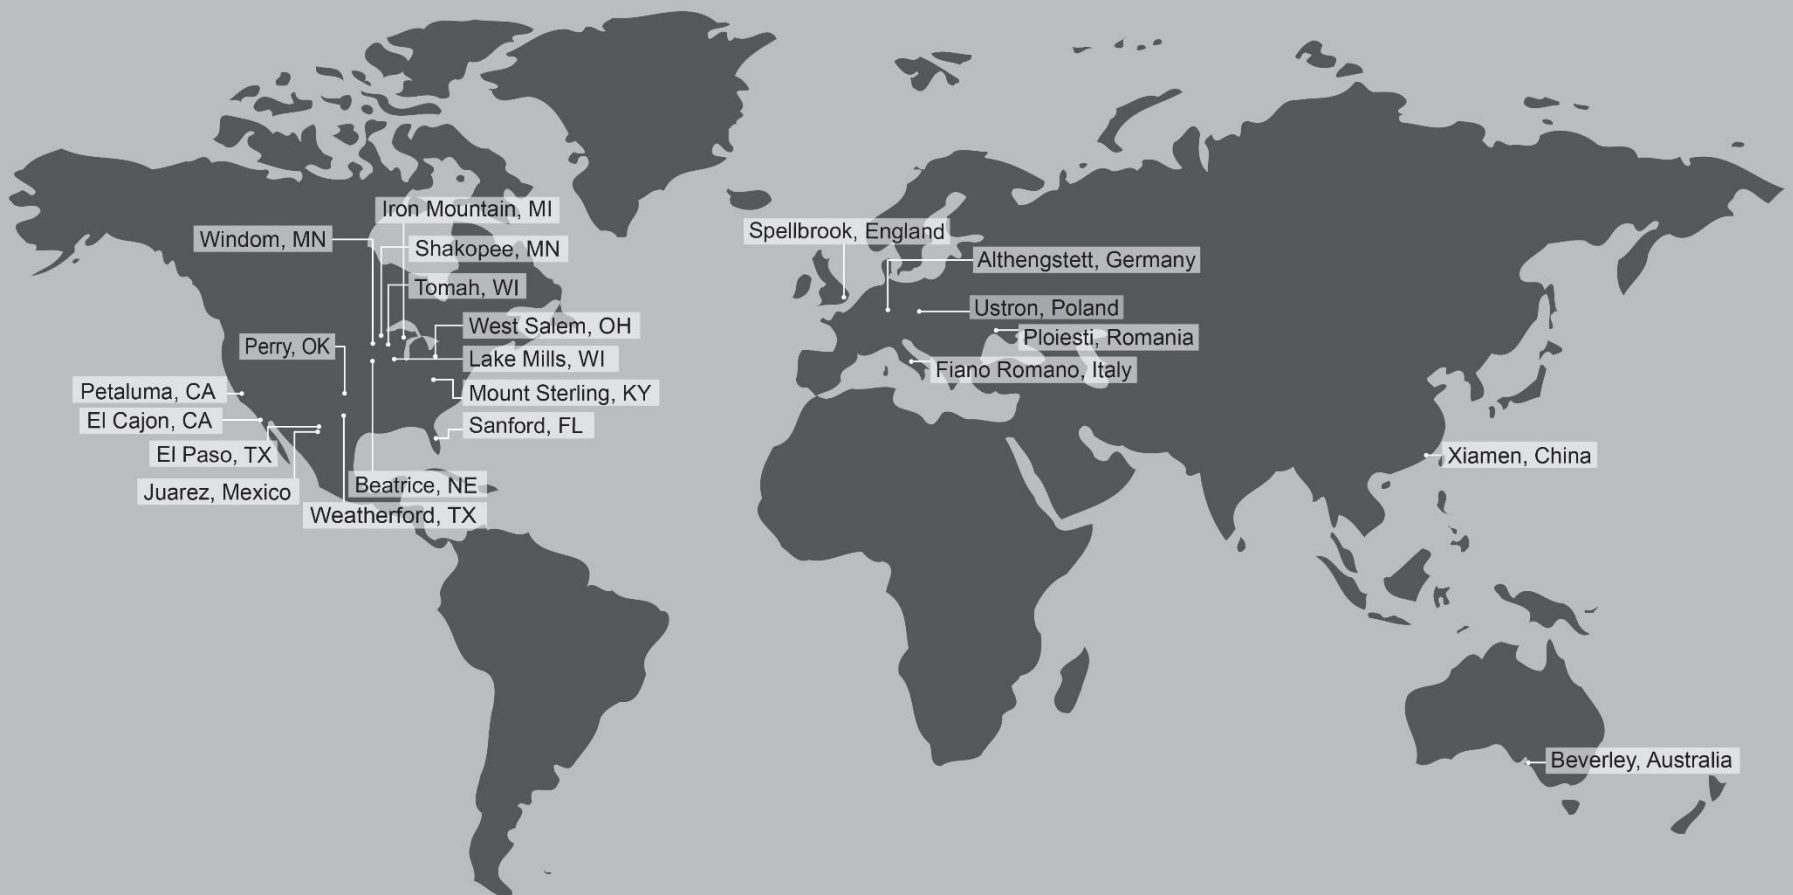 Iron Mountain, MI
Windom, MN
Shakopee, MN
Tomah, WI
West Salem, OH
Perry, OK
Lake Mills, WI
Petaluma, CA
Mount Sterling, KY
El Cajon, CA
Sanford, FL
El Paso, TX
Juarez, Mexico
Beatrice, NE
Weatherford, TX
Spellbrook, England
Althengstett, Germany
Ustron, Poland
Ploiesti, Romania
Fiano Romano, Italy
Xiamen, China
Beverley, Australia